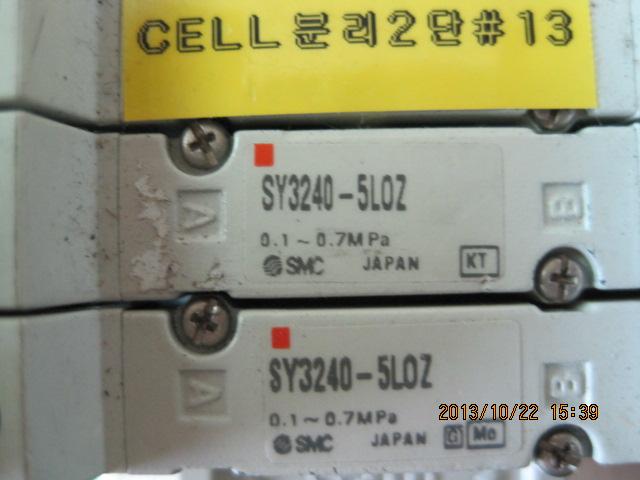 CELL분리2단#13
SY3240-5LOZ
A
B
0.1~0.7MPa
SMC JAPAN KT
SY3240-5LOZ
A
B
0.1~0.7MPa
2013/10/22 15:39
SMC JAPAN G Mo